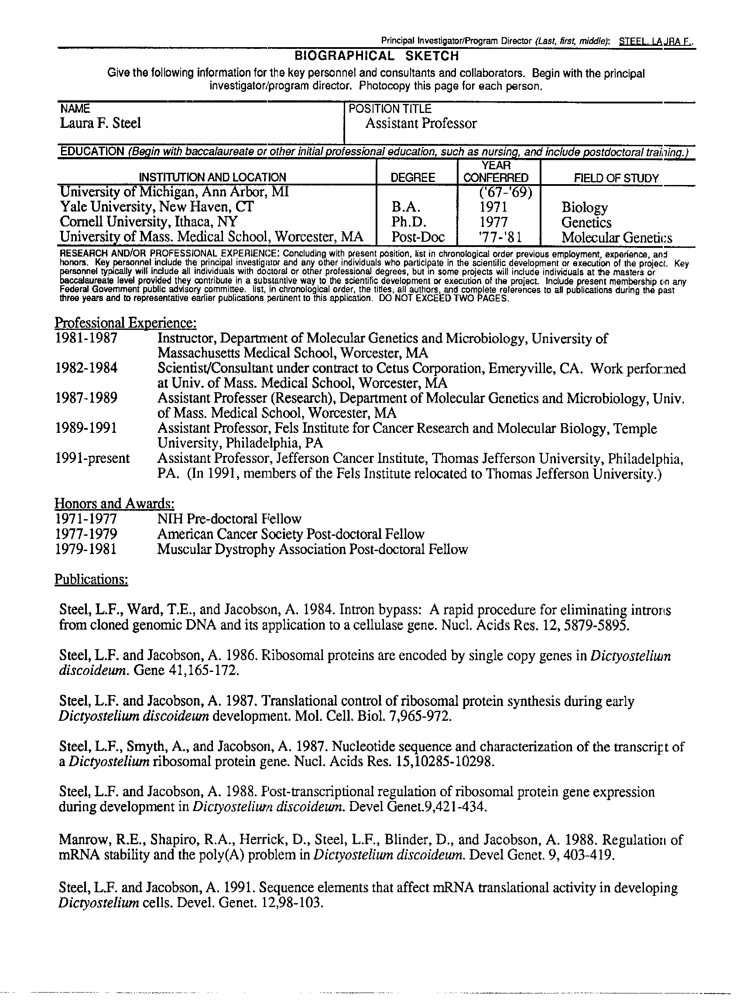 Principal Investigator/Program Director (Last, first, middle): STEEL, LAURA F.
BIOGRAPHICAL SKETCH
Give the following information for the key personnel and consultants and collaborators. Begin with the principal
investigator/program director. Photocopy this page for each person.
NAME POSITION TITLE
Laura F. Steel Assistant Professor
EDUCATION (Begin with baccalaureate or other initial professional education, such as nursing, and include postdoctoral training.)
INSTITUTION AND LOCATION DEGREE YEAR CONFERRED FIELD OF STUDY
University of Michigan, Ann Arbor, MI ('67-'69)
Yale University, New Haven, CT B.A. 1971 Biology
Cornell University, Ithaca, NY Ph.D. 1977 Genetics
University of Mass. Medical School, Worcester, MA Post-Doc '77-'81 Molecular Genetics
RESEARCH AND/OR PROFESSIONAL EXPERIENCE: Concluding with present position, list in chronological order previous employment, experience, and
honors. Key personnel include the principal investigator and any other individuals who participate in the scientific development or execution of the project. Key
personnel typically will include all individuals with doctoral or other professional degrees, but in some projects will include individuals at the masters or
baccalaureate level provided they contribute in a substantive way to the scientific development or execution of the project. Include present membership on any
Federal Government public advisory committee. list, in chronological order, the titles, all authors, and complete references to all publications during the past
three years and to representative earlier publications pertinent to this application. DO NOT EXCEED TWO PAGES.
Professional Experience:
1981-1987 Instructor, Department of Molecular Genetics and Microbiology, University of
Massachusetts Medical School, Worcester, MA
1982-1984 Scientist/Consultant under contract to Cetus Corporation, Emeryville, CA. Work performed
at Univ. of Mass. Medical School, Worcester, MA
1987-1989 Assistant Professer (Research), Department of Molecular Genetics and Microbiology, Univ.
of Mass. Medical School, Worcester, MA
1989-1991 Assistant Professor, Fels Institute for Cancer Research and Molecular Biology, Temple
University, Philadelphia, PA
1991-present Assistant Professor, Jefferson Cancer Institute, Thomas Jefferson University, Philadelphia,
PA. (In 1991, members of the Fels Institute relocated to Thomas Jefferson University.)
Honors and Awards:
1971-1977 NIH Pre-doctoral Fellow
1977-1979 American Cancer Society Post-doctoral Fellow
1979-1981 Muscular Dystrophy Association Post-doctoral Fellow
Publications:
Steel, L.F., Ward, T.E., and Jacobson, A. 1984. Intron bypass: A rapid procedure for eliminating introns
from cloned genomic DNA and its application to a cellulase gene. Nucl. Acids Res. 12, 5879-5895.
Steel, L.F. and Jacobson, A. 1986. Ribosomal proteins are encoded by single copy genes in Dictyostelium
discoideum. Gene 41,165-172.
Steel, L.F. and Jacobson, A. 1987. Translational control of ribosomal protein synthesis during early
Dictyostelium discoideum development. Mol. Cell. Biol. 7,965-972.
Steel, L.F., Smyth, A., and Jacobson, A. 1987. Nucleotide sequence and characterization of the transcript of
a Dictyostelium ribosomal protein gene. Nucl. Acids Res. 15,10285-10298.
Steel, L.F. and Jacobson, A. 1988. Post-transcriptional regulation of ribosomal protein gene expression
during development in Dictyostelium discoideum. Devel Genet.9,421-434.
Manrow, R.E., Shapiro, R.A., Herrick, D., Steel, L.F., Blinder, D., and Jacobson, A. 1988. Regulation of
mRNA stability and the poly(A) problem in Dictyostelium discoideum. Devel Genet. 9, 403-419.
Steel, L.F. and Jacobson, A. 1991. Sequence elements that affect mRNA translational activity in developing
Dictyostelium cells. Devel. Genet. 12,98-103.